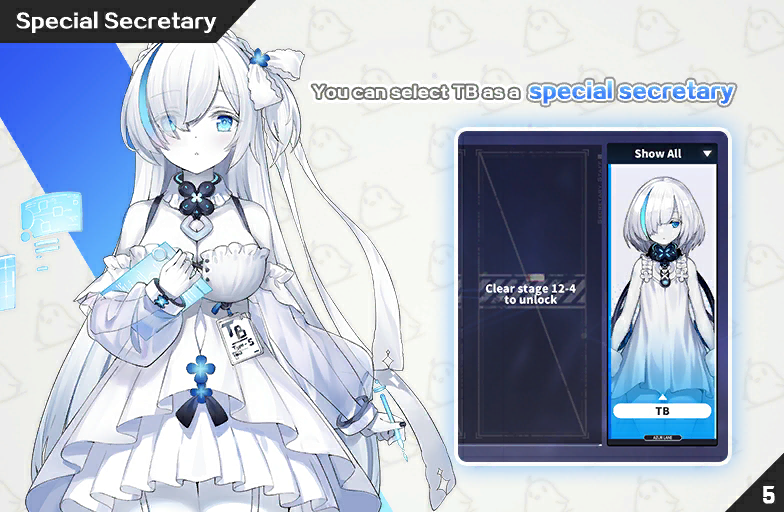 Special Secretary
You can select TB as a special secretary
Show All
Clear stage 12-4
to unlock
TB
TB
AZUR LANE
5